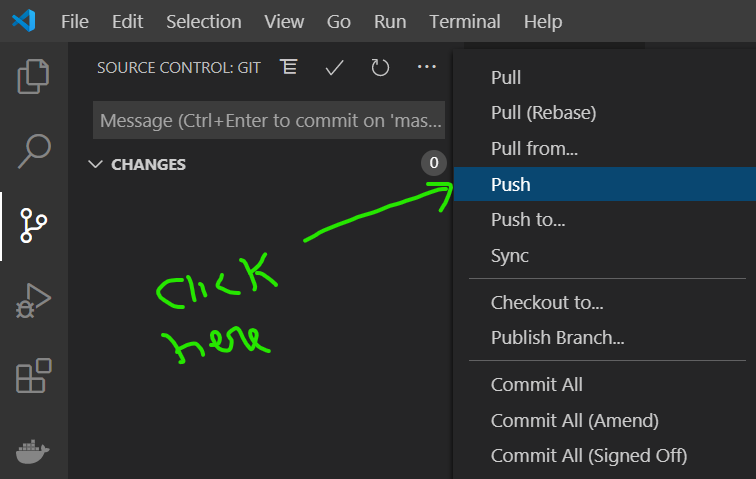 File Edit Selection View Go Run Terminal Help
SOURCE CONTROL: GIT
Message (Ctrl+Enter to commit on 'mas...
CHANGES 0
Click
here
Pull
Pull (Rebase)
Pull from...
Push
Push to...
Sync
Checkout to...
Publish Branch...
Commit All
Commit All (Amend)
Commit All (Signed Off)